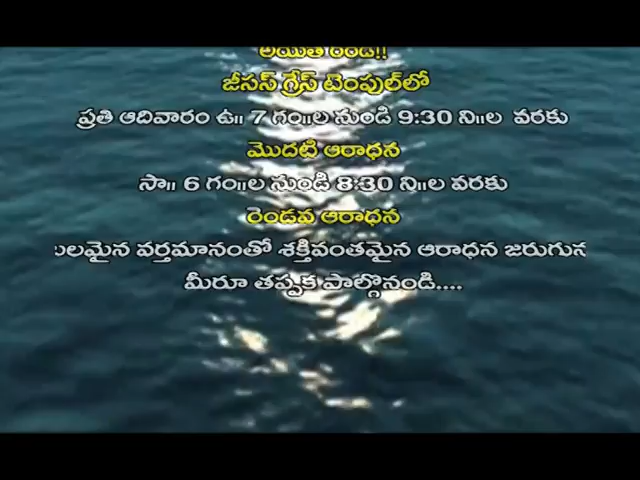 అయితే రండి!!
జీసస్ గ్రేస్ టెంపుల్‌లో
ప్రతి ఆదివారం ఉ॥ 7 గం॥ల నుండి 9:30 ని॥ల వరకు
మొదటి ఆరాధన
సా॥ 6 గం॥ల నుండి 8:30 ని॥ల వరకు
రెండవ ఆరాధన
వర్తమానంతో శక్తివంతమైన ఆరాధన
మీరూ తప్పక పాల్గొనండి....